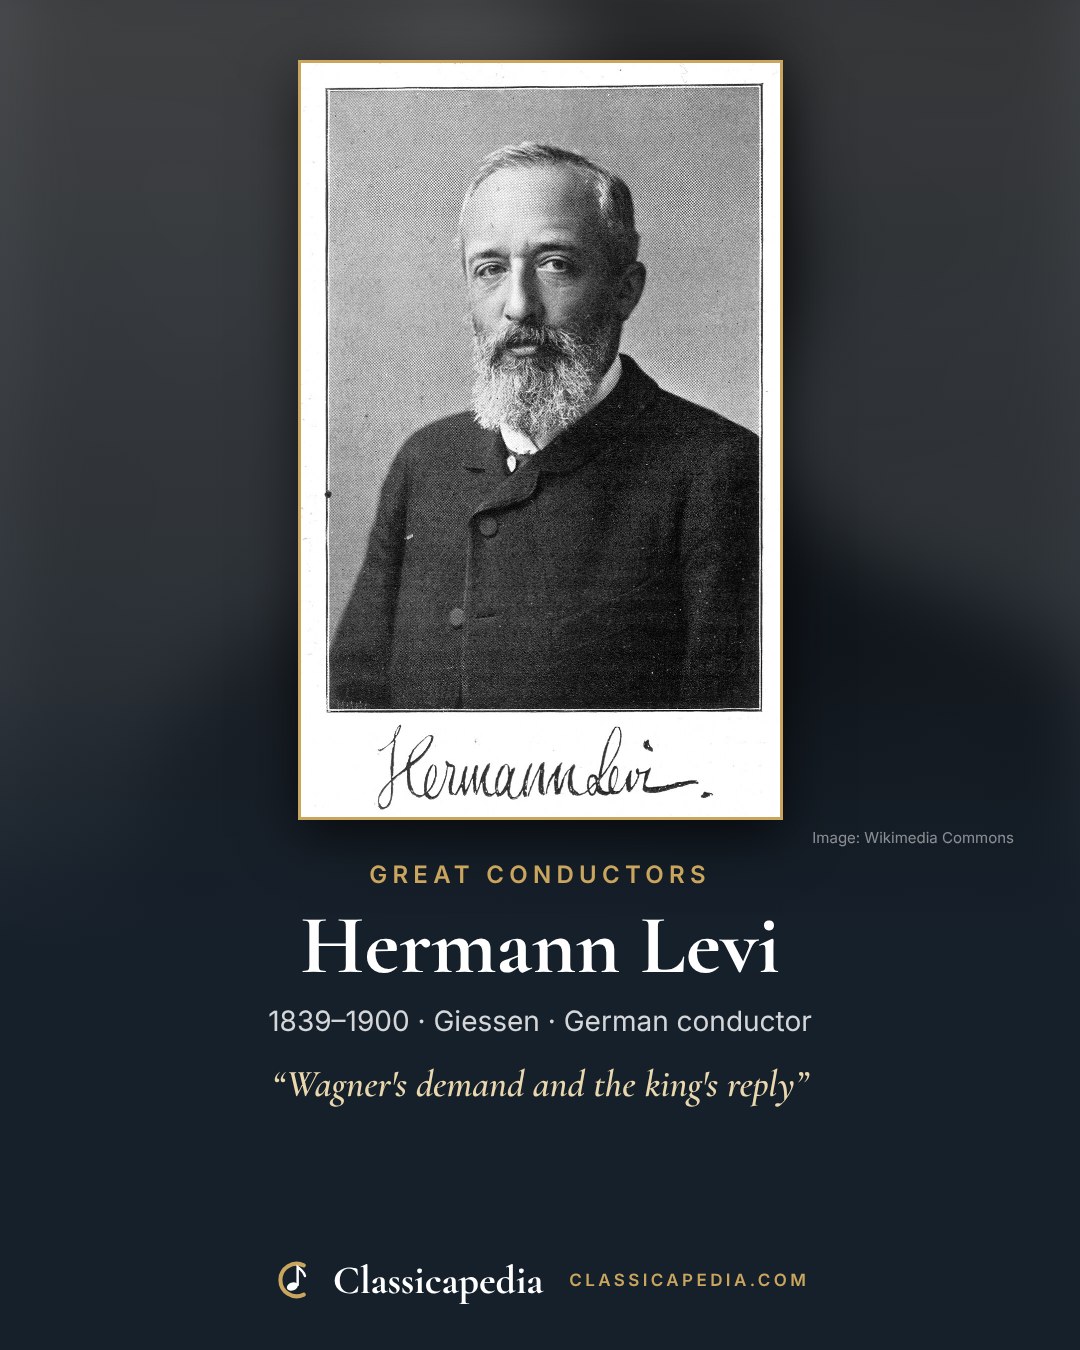 Hermann Levi.
Image: Wikimedia Commons
GREAT CONDUCTORS
Hermann Levi
1839–1900 · Giessen · German conductor
“Wagner's demand and the king's reply”
Classicapedia CLASSICAPEDIA.COM